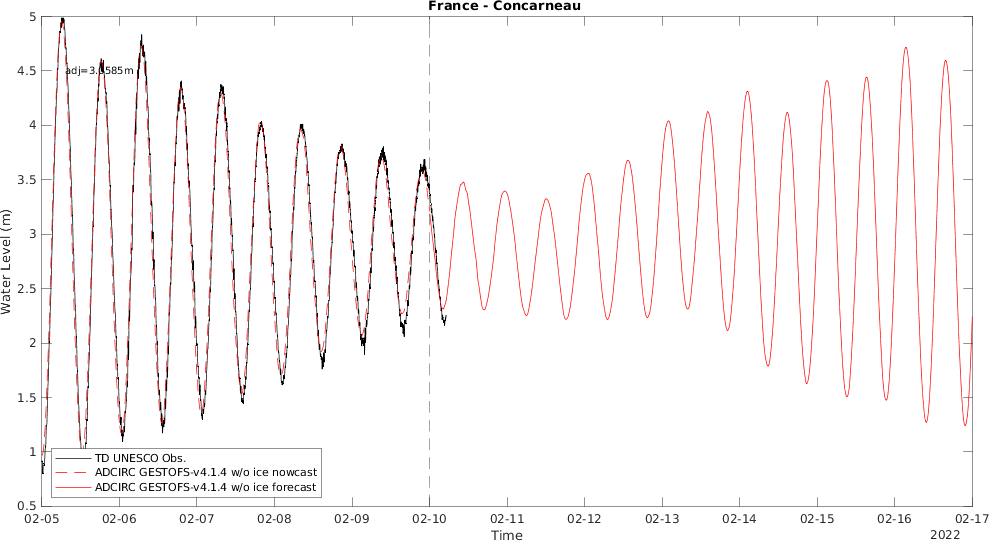 France - Concarneau
Water Level (m)
5
4.5
4
3.5
3
2.5
2
1.5
1
0.5
TD UNESCO Obs.
ADCIRC GESTOFS-v4.1.4 w/o ice nowcast
ADCIRC GESTOFS-v4.1.4 w/o ice forecast
02-05 02-06 02-07 02-08 02-09 02-10 02-11 02-12 02-13 02-14 02-15 02-16 02-17
Time
2022